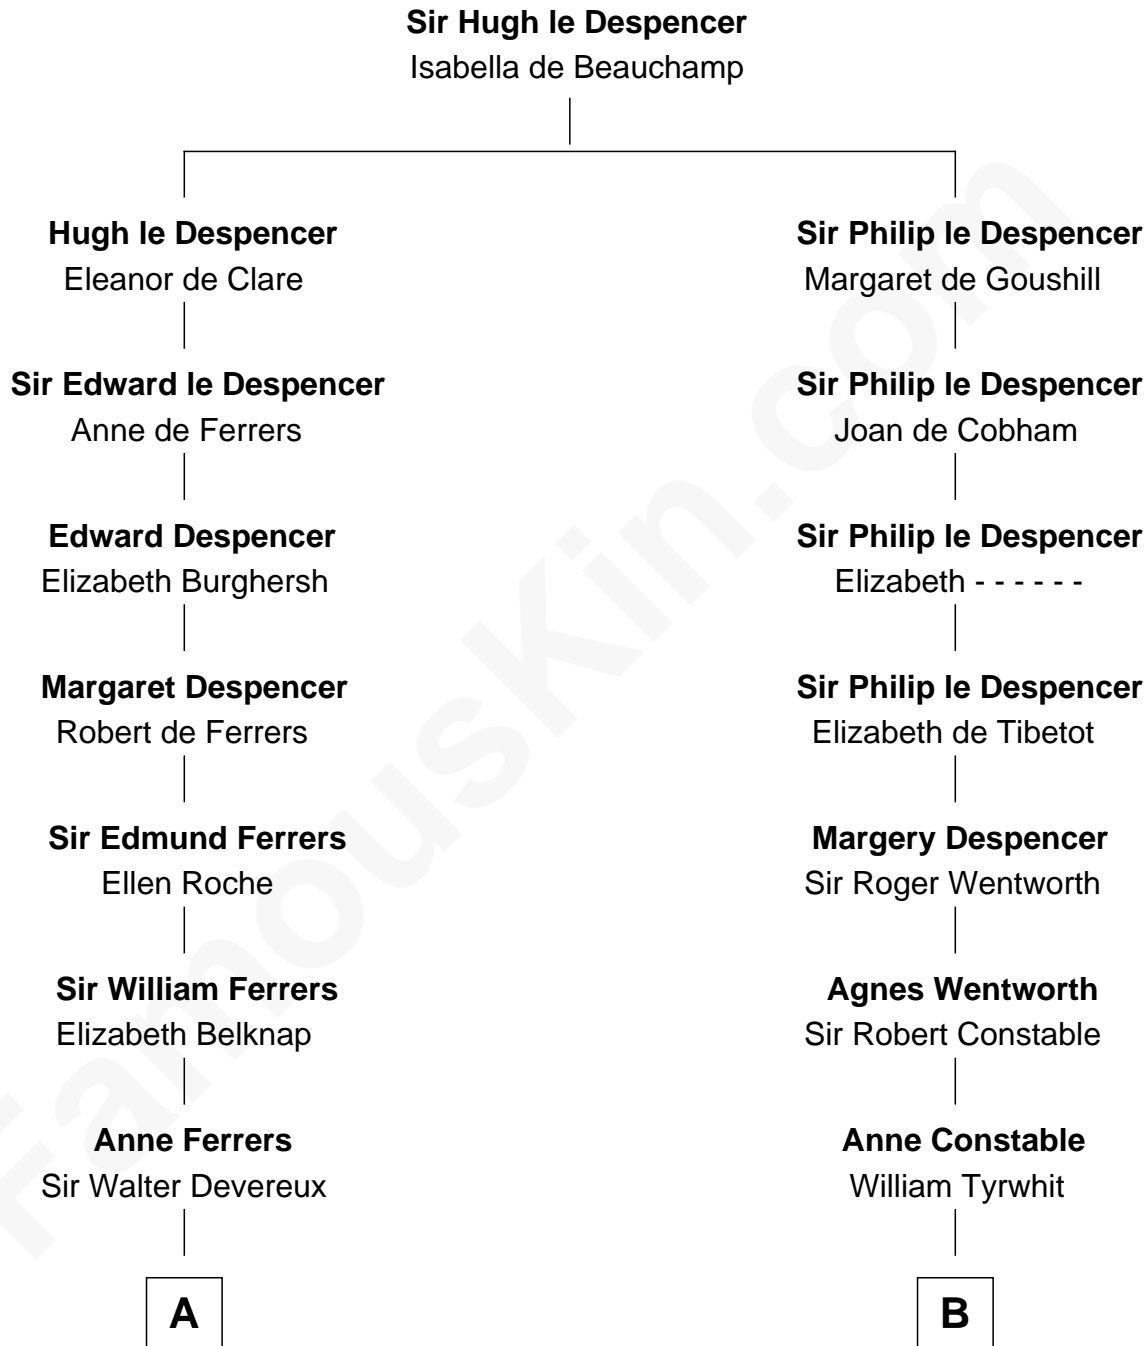 Sir Hugh le Despencer
Isabella de Beauchamp
Hugh le Despencer
Eleanor de Clare
Sir Edward le Despencer
Anne de Ferrers
Edward Despencer
Elizabeth Burghersh
Margaret Despencer
Robert de Ferrers
Sir Edmund Ferrers
Ellen Roche
Sir William Ferrers
Elizabeth Belknap
Anne Ferrers
Sir Walter Devereux
A
Sir Philip le Despencer
Margaret de Goushill
Sir Philip le Despencer
Joan de Cobham
Sir Philip le Despencer
Elizabeth - - - - - -
Sir Philip le Despencer
Elizabeth de Tibetot
Margery Despencer
Sir Roger Wentworth
Agnes Wentworth
Sir Robert Constable
Anne Constable
William Tyrwhit
B
FamousKin.com